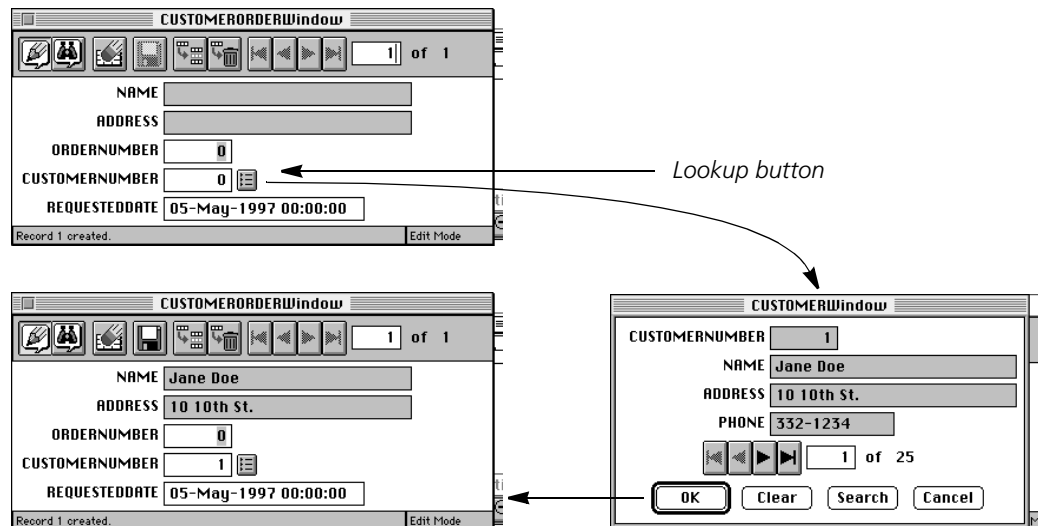 CUSTOMERORDERWindow
1 of 1
NAME
ADDRESS
ORDERNUMBER 0
CUSTOMERNUMBER 0
REQUESTEDDATE 05-May-1997 00:00:00
Record 1 created. Edit Mode
Lookup button
CUSTOMERORDERWindow
1 of 1
NAME Jane Doe
ADDRESS 10 10th St.
ORDERNUMBER 0
CUSTOMERNUMBER 1
REQUESTEDDATE 05-May-1997 00:00:00
Record 1 created. Edit Mode
CUSTOMERWindow
CUSTOMERNUMBER 1
NAME Jane Doe
ADDRESS 10 10th St.
PHONE 332-1234
1 of 25
OK Clear Search Cancel